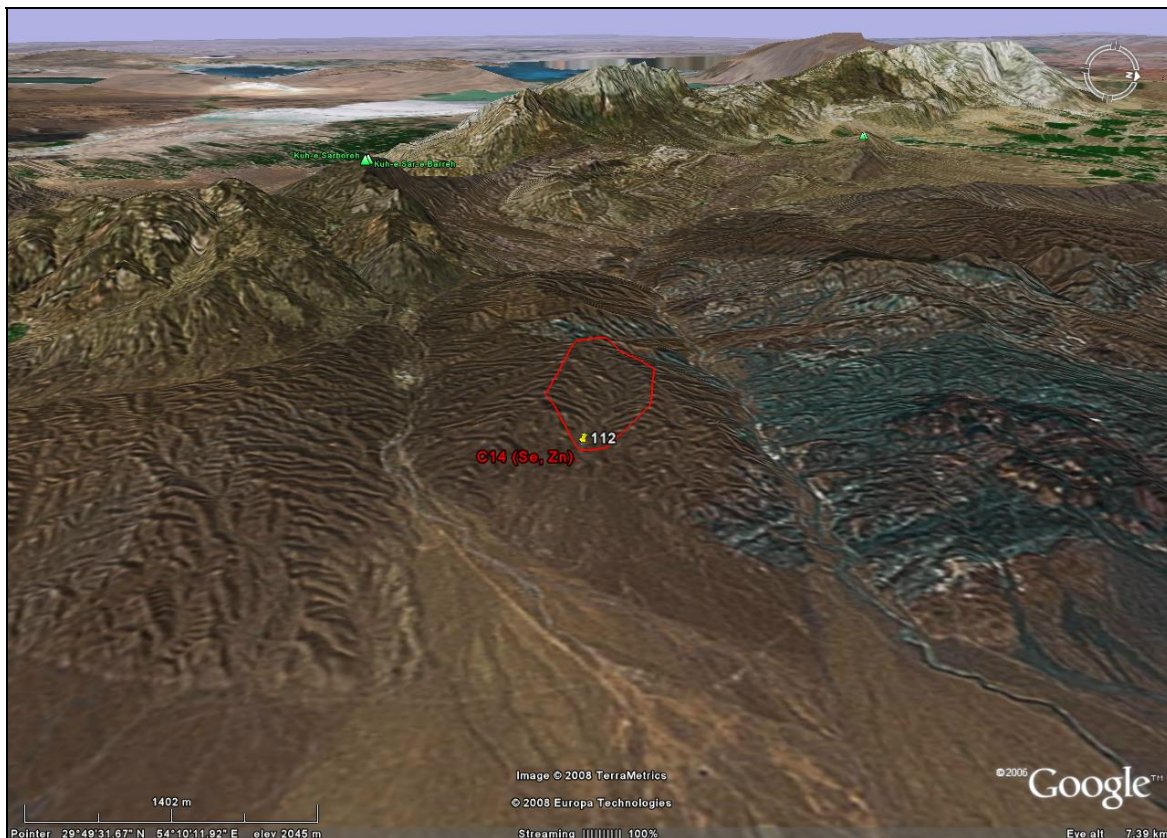 N
Kuh-e Sarboreh
Kuh-e Sar-e Barreh
112
C14 (Se, Zn)
Image © 2008 TerraMetrics
© 2008 Europa Technologies
©2006 Google™
1402 m
Pointer 29°49'31.67" N 54°10'11.92" E elev 2045 m
Streaming |||||||||| 100%
Eye alt 7.39 km